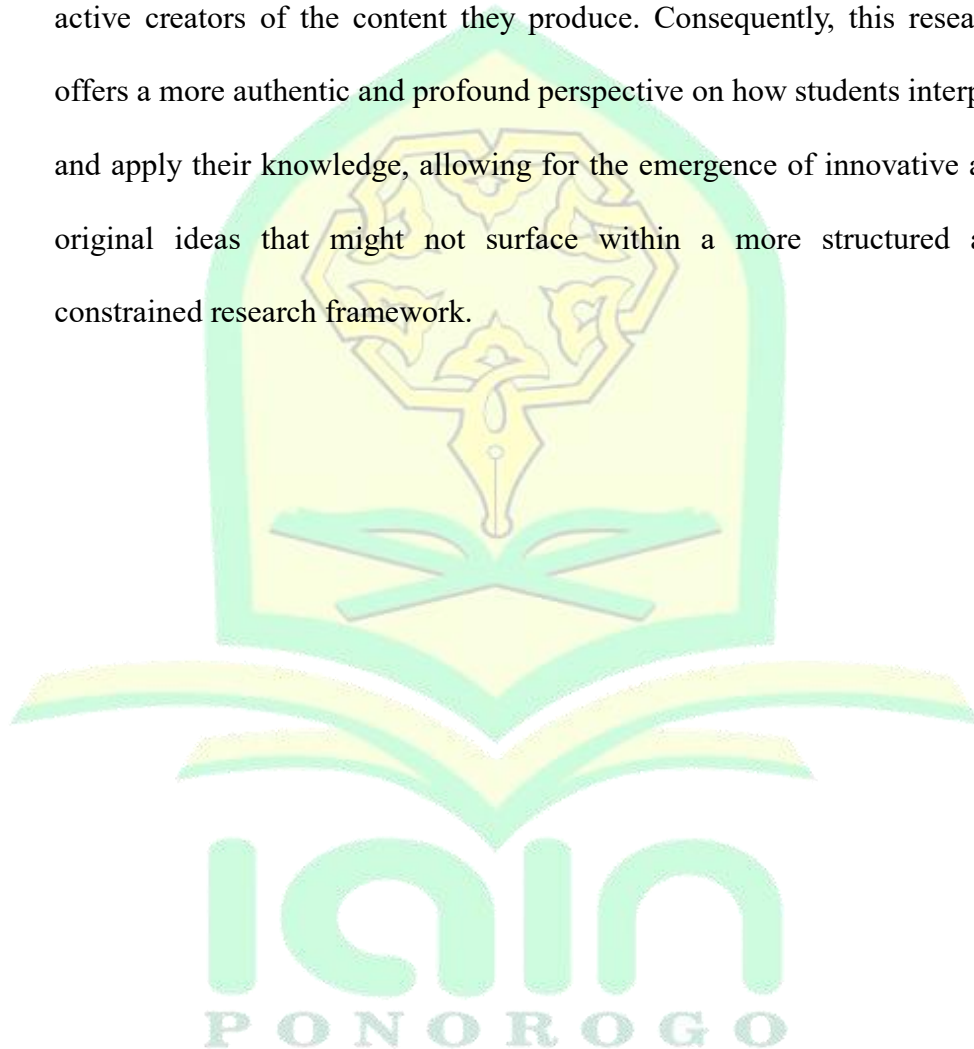 active creators of the content they produce. Consequently, this resea
offers a more authentic and profound perspective on how students interp
and apply their knowledge, allowing for the emergence of innovative a
original ideas that might not surface within a more structured a
constrained research framework.
iain
PONOROGO